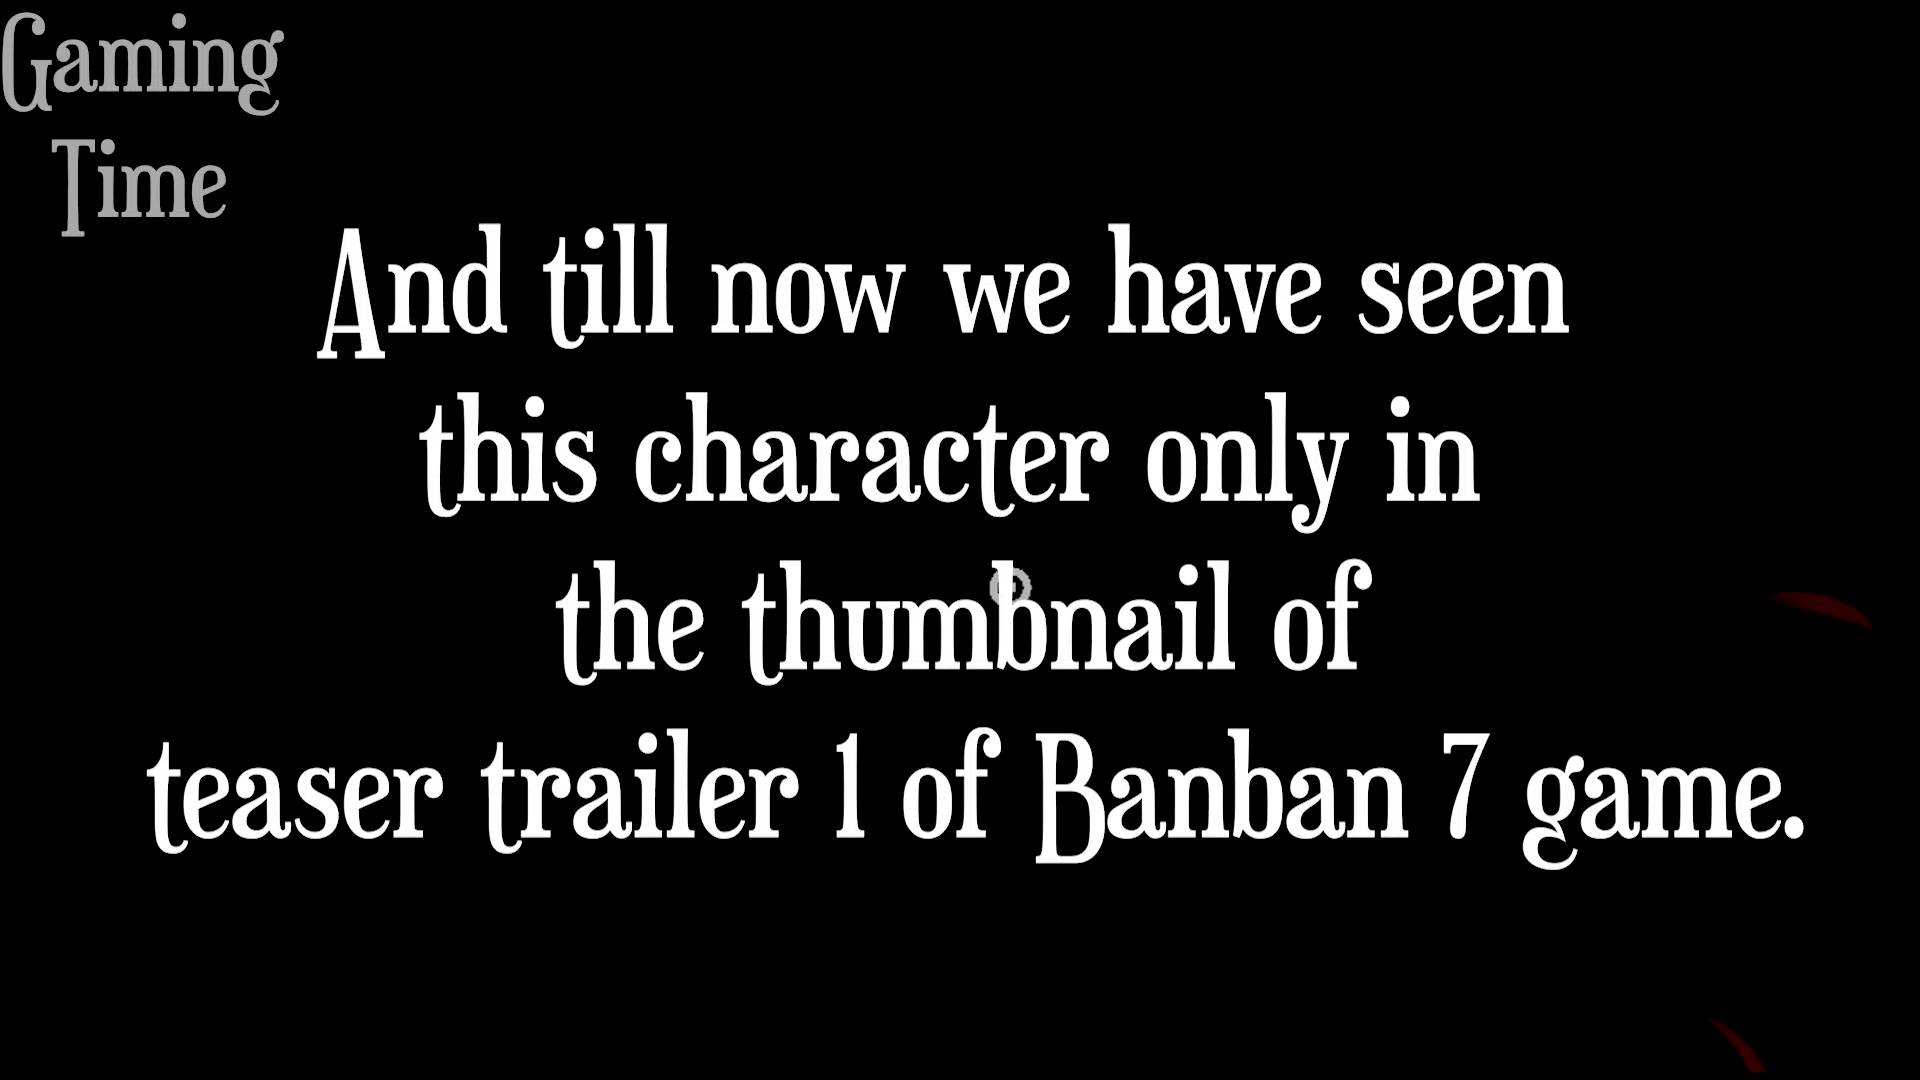 Gaming
Time
And till now we have seen
this character only in
the thumbnail of
teaser trailer 1 of Banban 7 game.